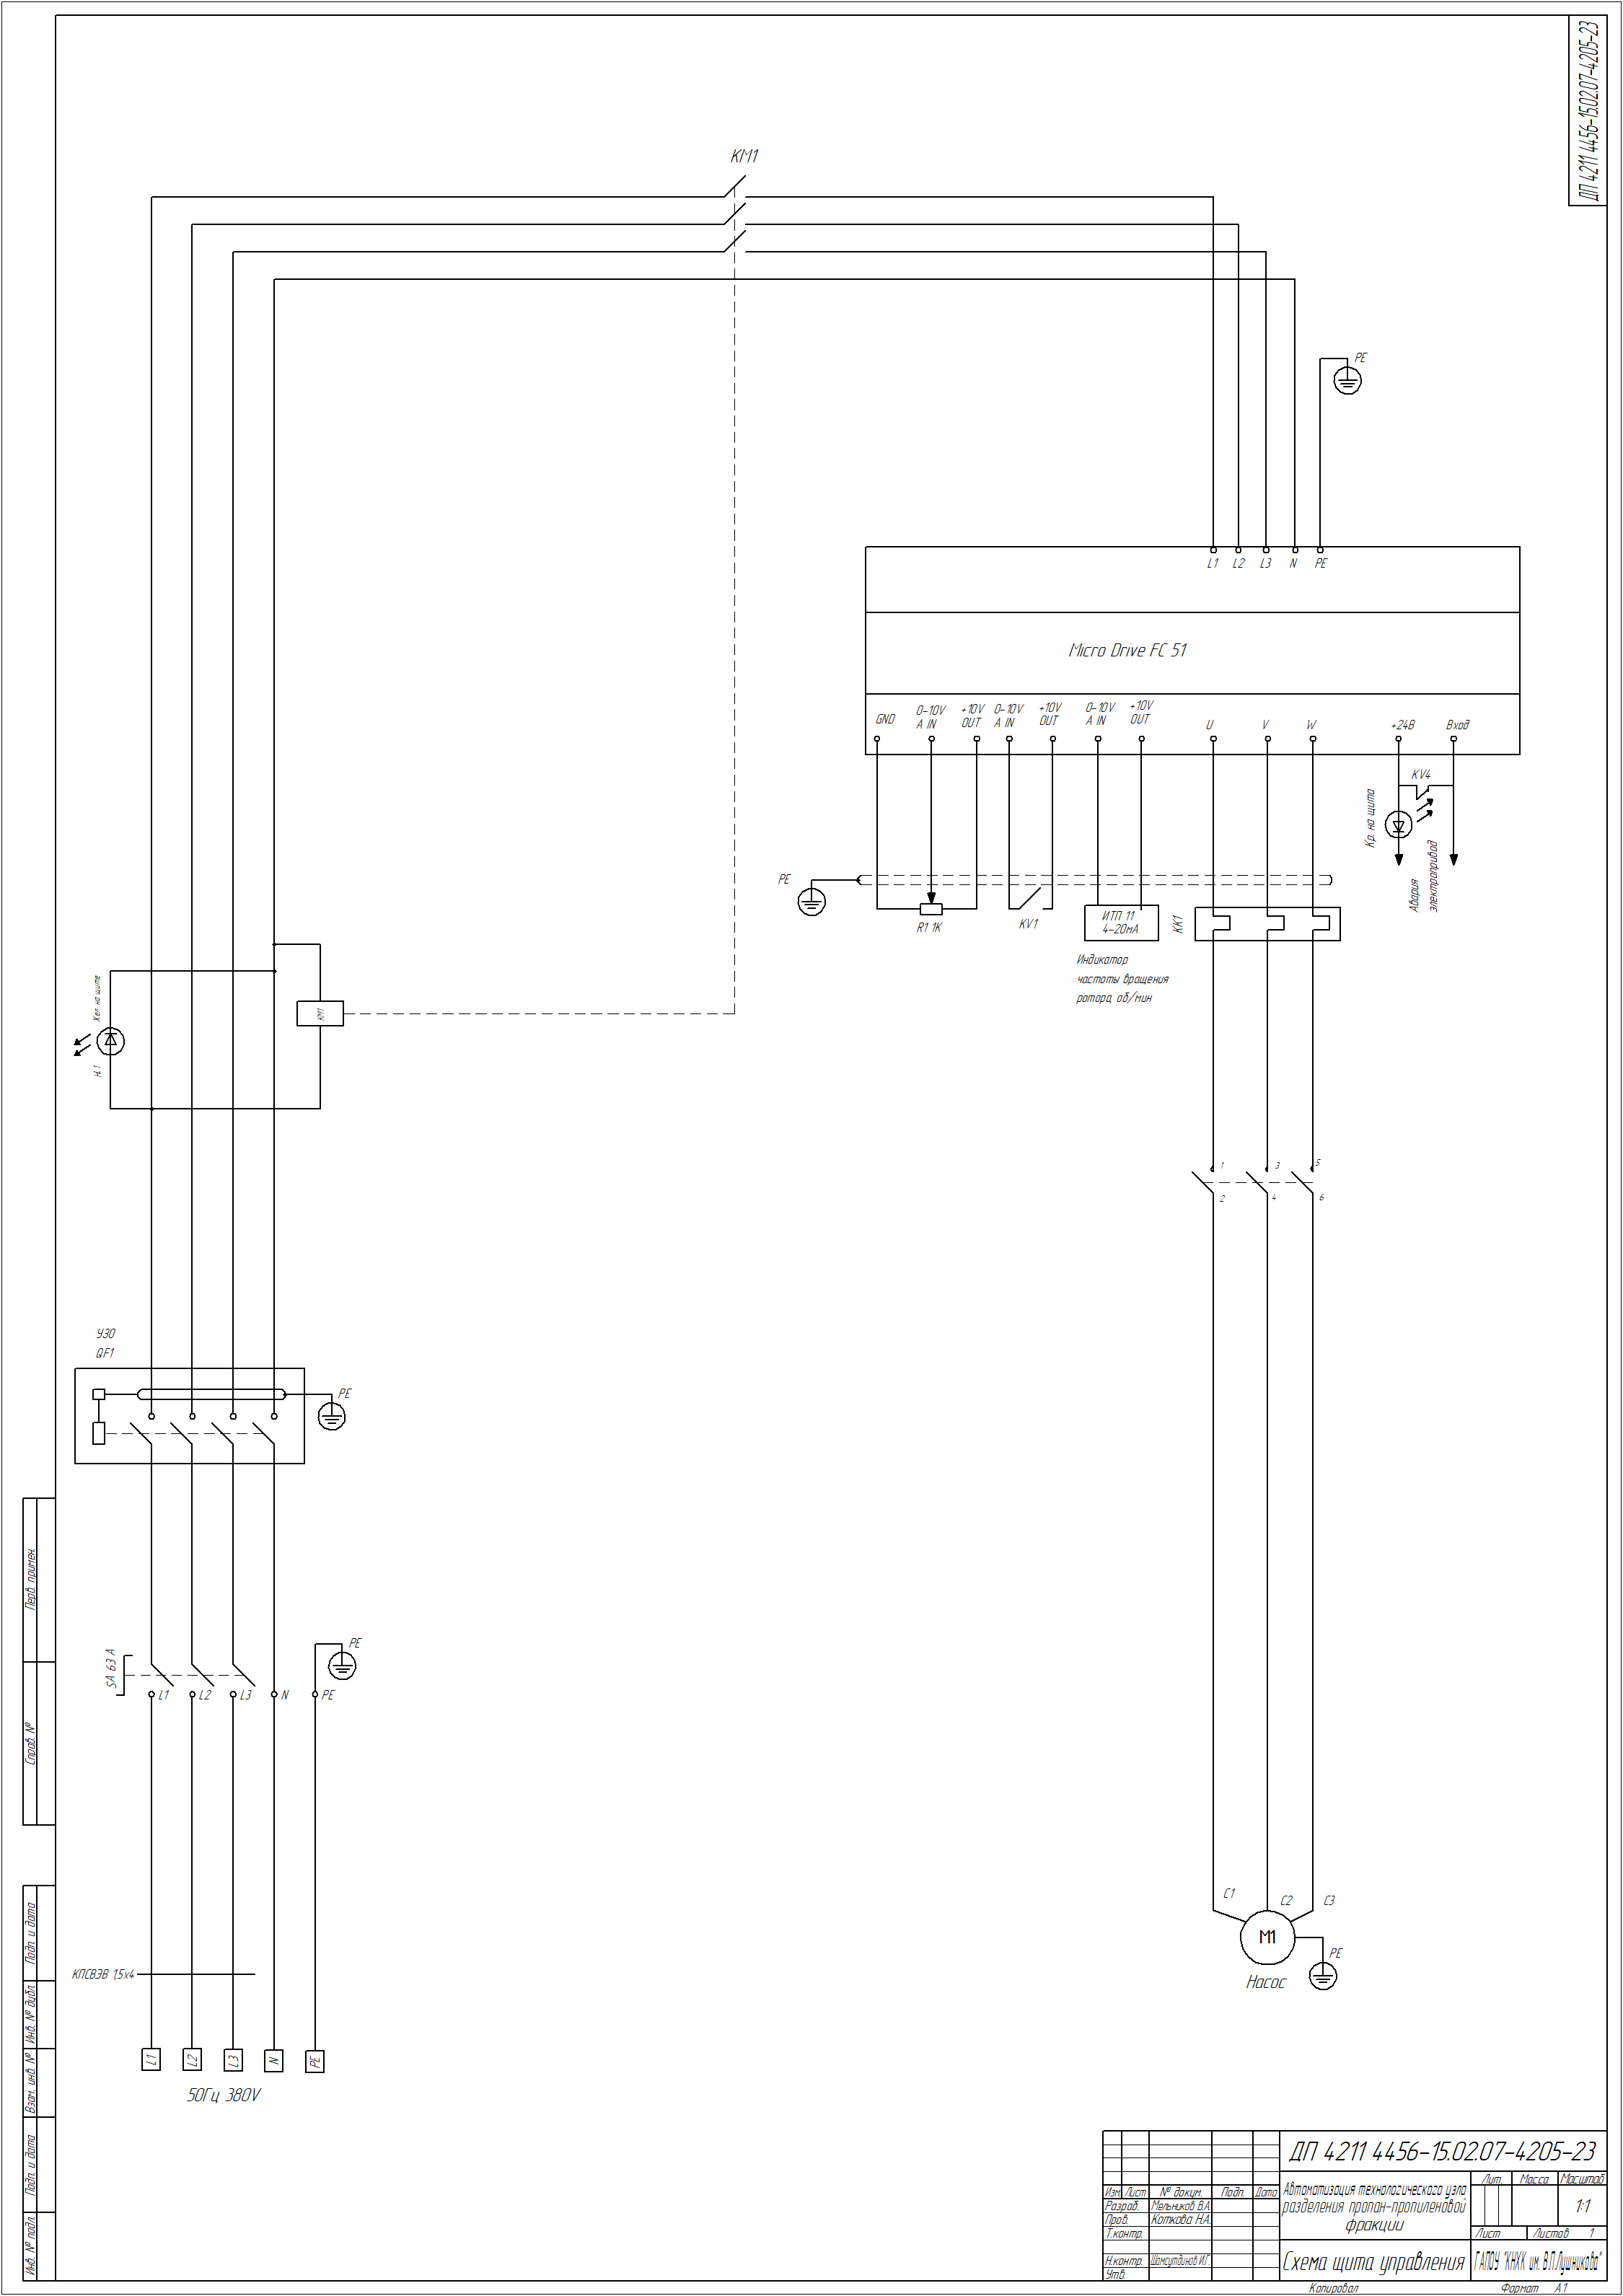 ДП 4211 4456-15.02.07-4205-23
КМ1
PE
L1 L2 L3 N PE
Micro Drive FC 51
GND
0-10V
A IN
+10V
OUT
0-10V
A IN
+10V
OUT
0-10V
A IN
+10V
OUT
U V W
+24В
Вход
KV4
Кр. на щита
Авария
электропривод
PE
R1 1К
KV1
ИТП 11
4-20мА
КК1
Индикатор
частоты вращения
ротора, об/мин
Жел. на щите
Н.1
КМ1
1 3 5
2 4 6
УЗО
QF1
PE
SA 63 А
PE
L1 L2 L3 N PE
C1 C2 C3
М1
PE
Насос
КПСВЭВ 1,5х4
L1 L2 L3 N PE
50Гц 380V
Перв. примен.
Справ. №
Подп. и дата
Инв. № дубл.
Взам. инв. №
Подп. и дата
Инв. № подл.
ДП 4211 4456-15.02.07-4205-23
Изм. Лист № докум. Подп. Дата
Разраб. Мельников В.А.
Пров. Коткова Н.А.
Т.контр.
Н.контр. Шамсутдинов И.Г.
Утв.
Автоматизация технологического узла
разделения пропан-пропиленовой
фракции
Лит. Масса Масштаб
1:1
Лист Листов 1
Схема щита управления
ГАПОУ "КНХК им. В.П.Лушникова"
Копировал Формат А1